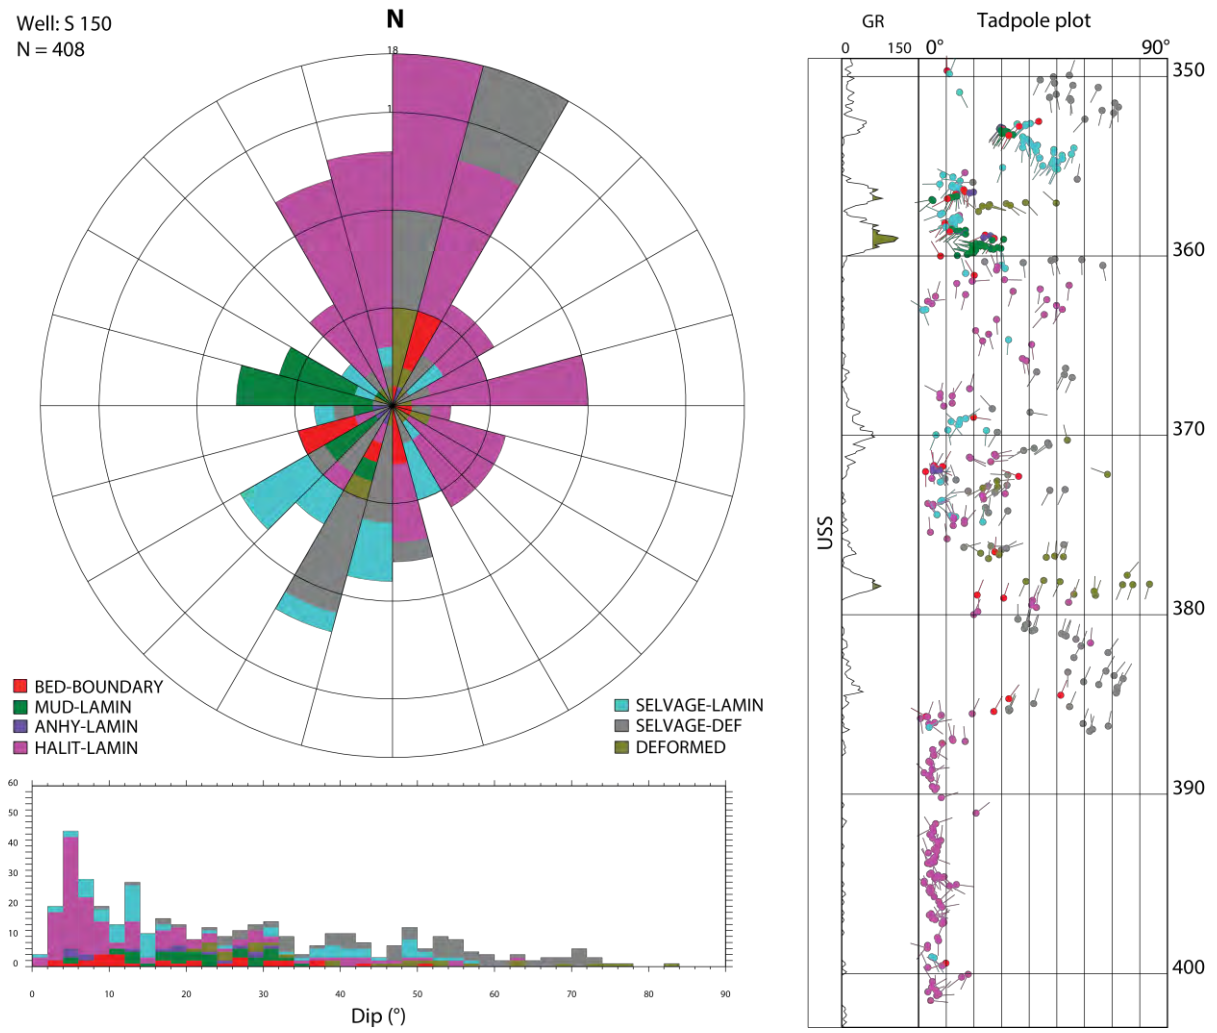 Well: S 150
N = 408
N
18
1
BED-BOUNDARY
MUD-LAMIN
ANHY-LAMIN
HALIT-LAMIN
SELVAGE-LAMIN
SELVAGE-DEF
DEFORMED
60
50
40
30
20
10
0
0 10 20 30 40 50 60 70 80 90
Dip (°)
GR Tadpole plot
0 150 0° 90°
350
360
370
USS
380
390
400